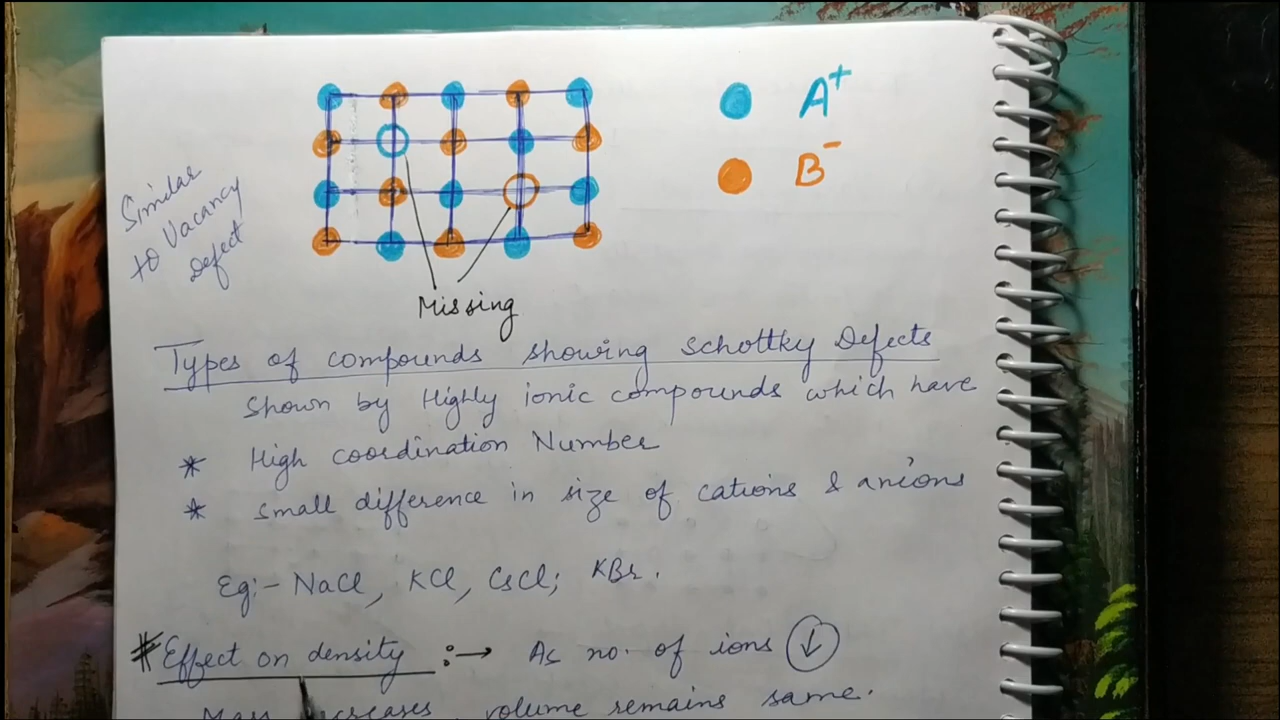 A+
B-
Similar
to Vacancy
Defect
Missing
Types of compounds showing Schottky Defects
Shown by Highly ionic compounds which have
* High coordination Number
* Small difference in size of cations & anions
Eg:- NaCl, KCl, CsCl; KBr.
# Effect on density :→ As no. of ions ↓
Mass volume remains same.